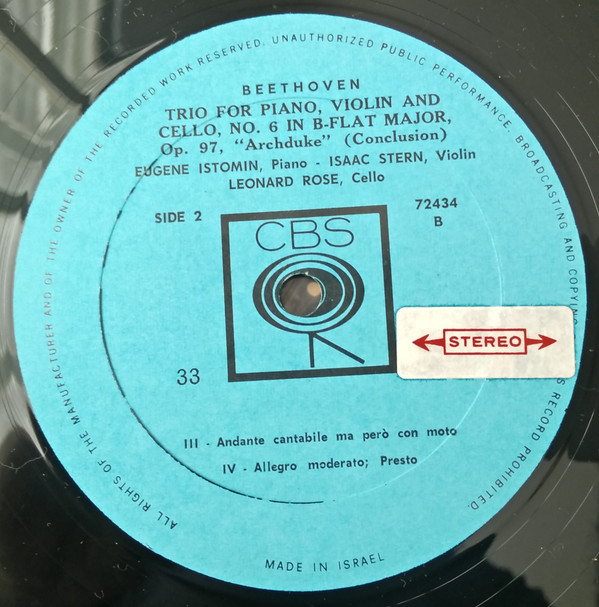 ALL RIGHTS OF THE MANUFACTURER AND OF THE OWNER OF THE RECORDED WORK RESERVED. UNAUTHORIZED PUBLIC PERFORMANCE, BROADCASTING AND COPYING RECORD PROHIBITED
BEETHOVEN
TRIO FOR PIANO, VIOLIN AND
CELLO, NO. 6 IN B-FLAT MAJOR,
Op. 97, “Archduke” (Conclusion)
EUGENE ISTOMIN, Piano - ISAAC STERN, Violin
LEONARD ROSE, Cello
SIDE 2
72434
B
CBS
STEREO
33
III - Andante cantabile ma però con moto
IV - Allegro moderato; Presto
MADE IN ISRAEL